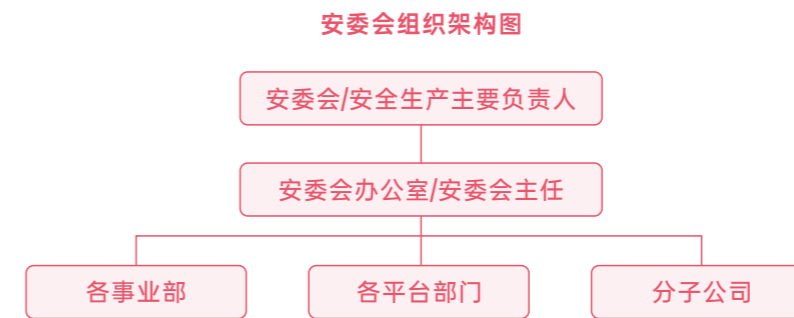 安委会组织架构图
安委会/安全生产主要负责人
安委会办公室/安委会主任
各事业部
各平台部门
分子公司